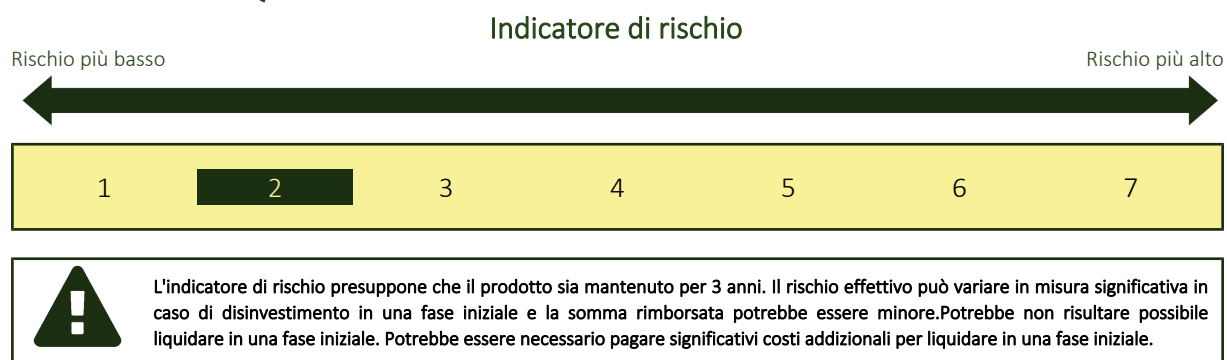 Indicatore di rischio
Rischio più basso
Rischio più alto
1 2 3 4 5 6 7
L'indicatore di rischio presuppone che il prodotto sia mantenuto per 3 anni. Il rischio effettivo può variare in misura significativa in
caso di disinvestimento in una fase iniziale e la somma rimborsata potrebbe essere minore.Potrebbe non risultare possibile
liquidare in una fase iniziale. Potrebbe essere necessario pagare significativi costi addizionali per liquidare in una fase iniziale.